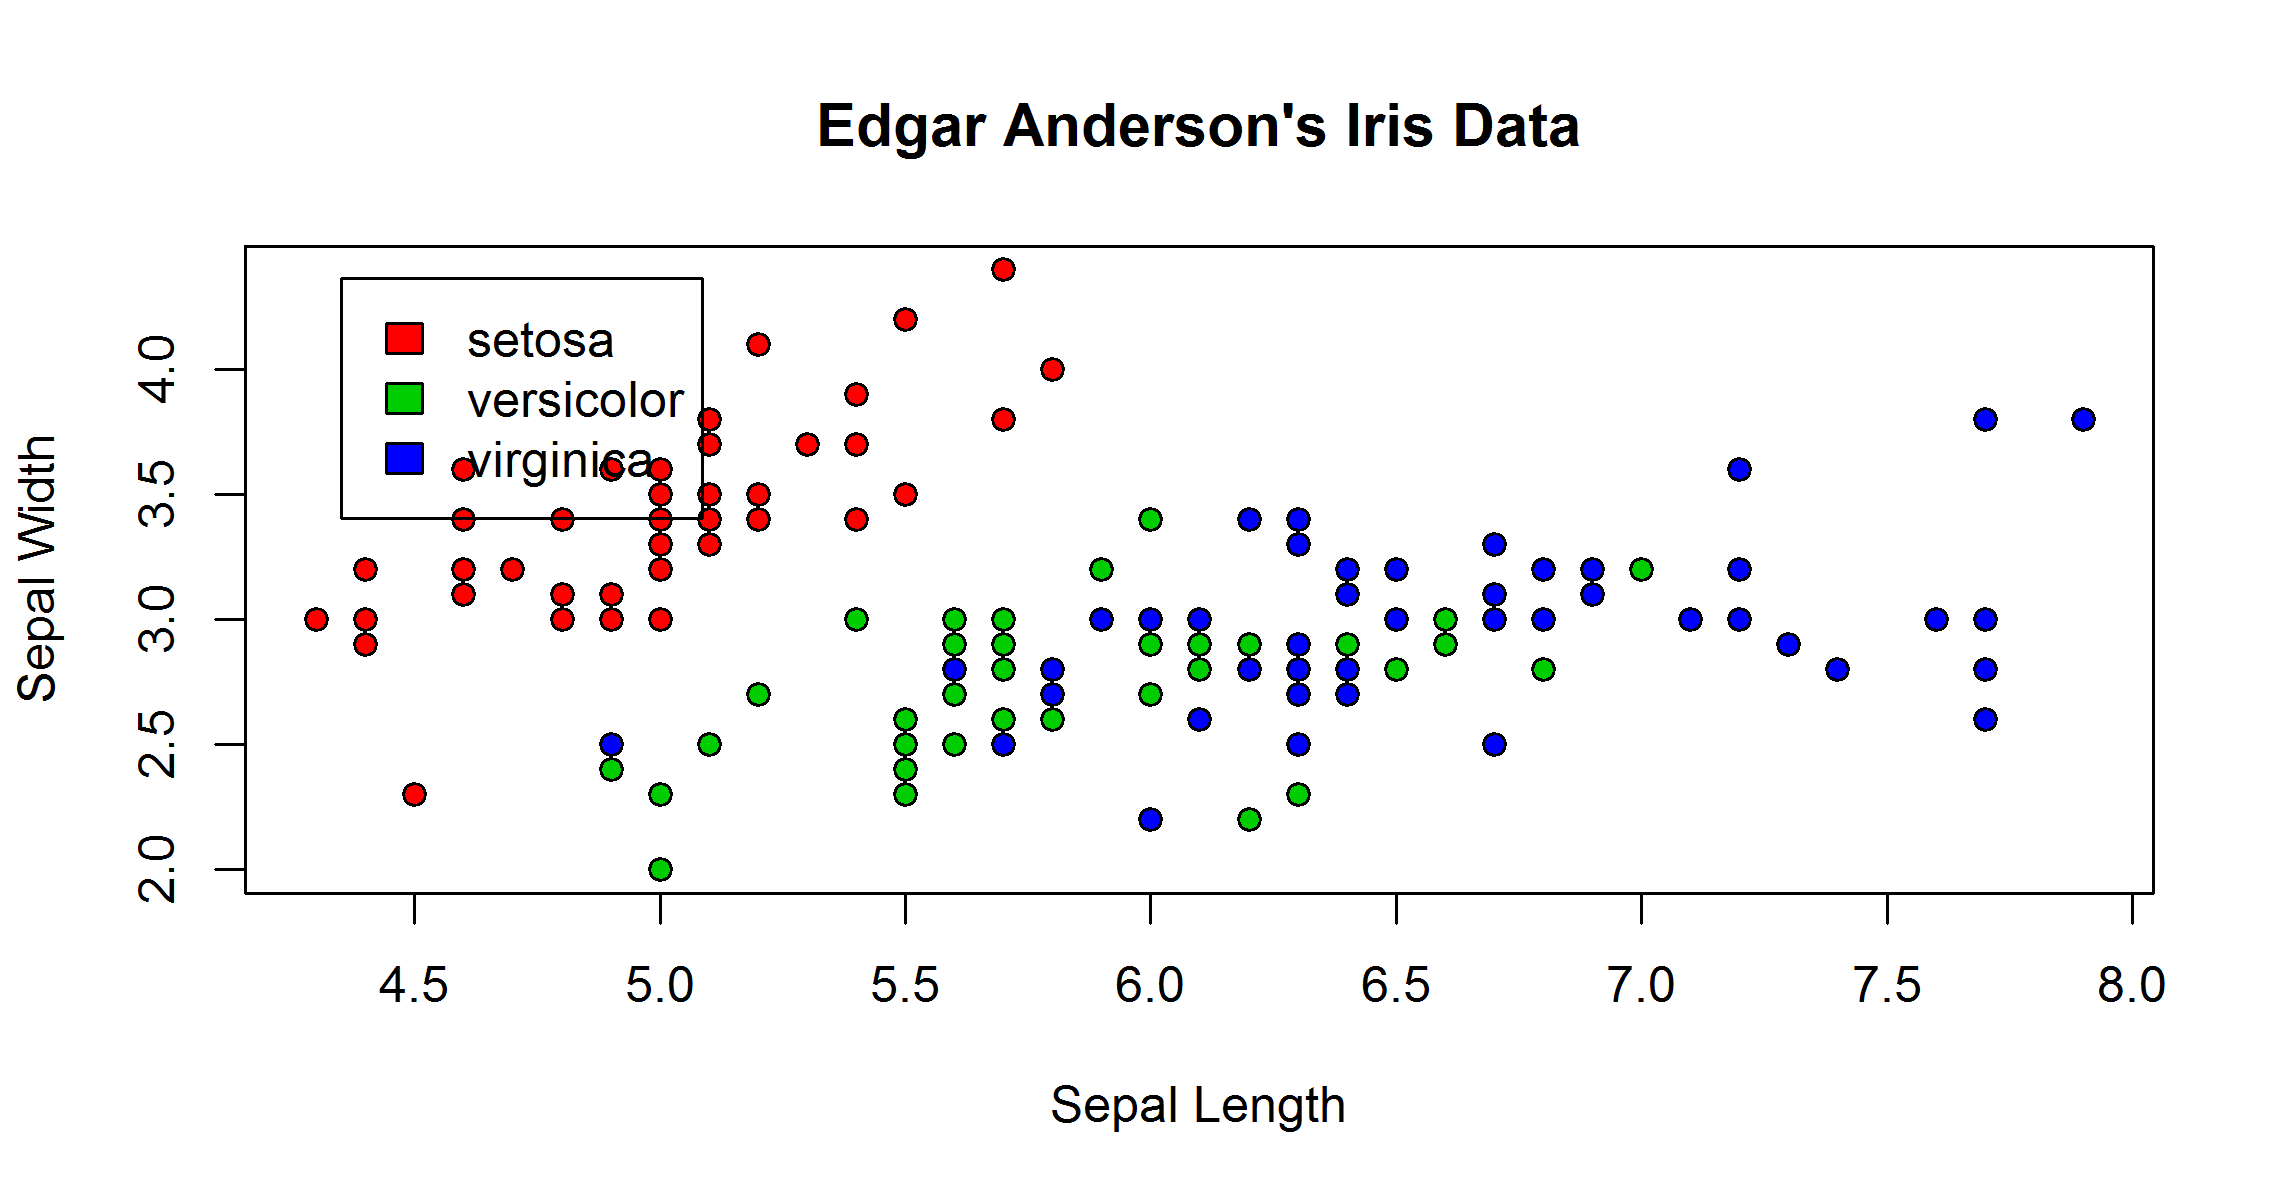 Edgar Anderson's Iris Data
setosa
versicolor
virginica
Sepal Width
4.0
3.5
3.0
2.5
2.0
4.5 5.0 5.5 6.0 6.5 7.0 7.5 8.0
Sepal Length